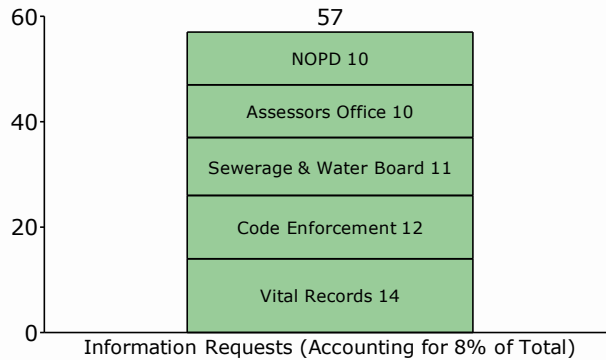 57
60
NOPD 10
Assessors Office 10
40
Sewerage & Water Board 11
Code Enforcement 12
20
Vital Records 14
0
Information Requests (Accounting for 8% of Total)